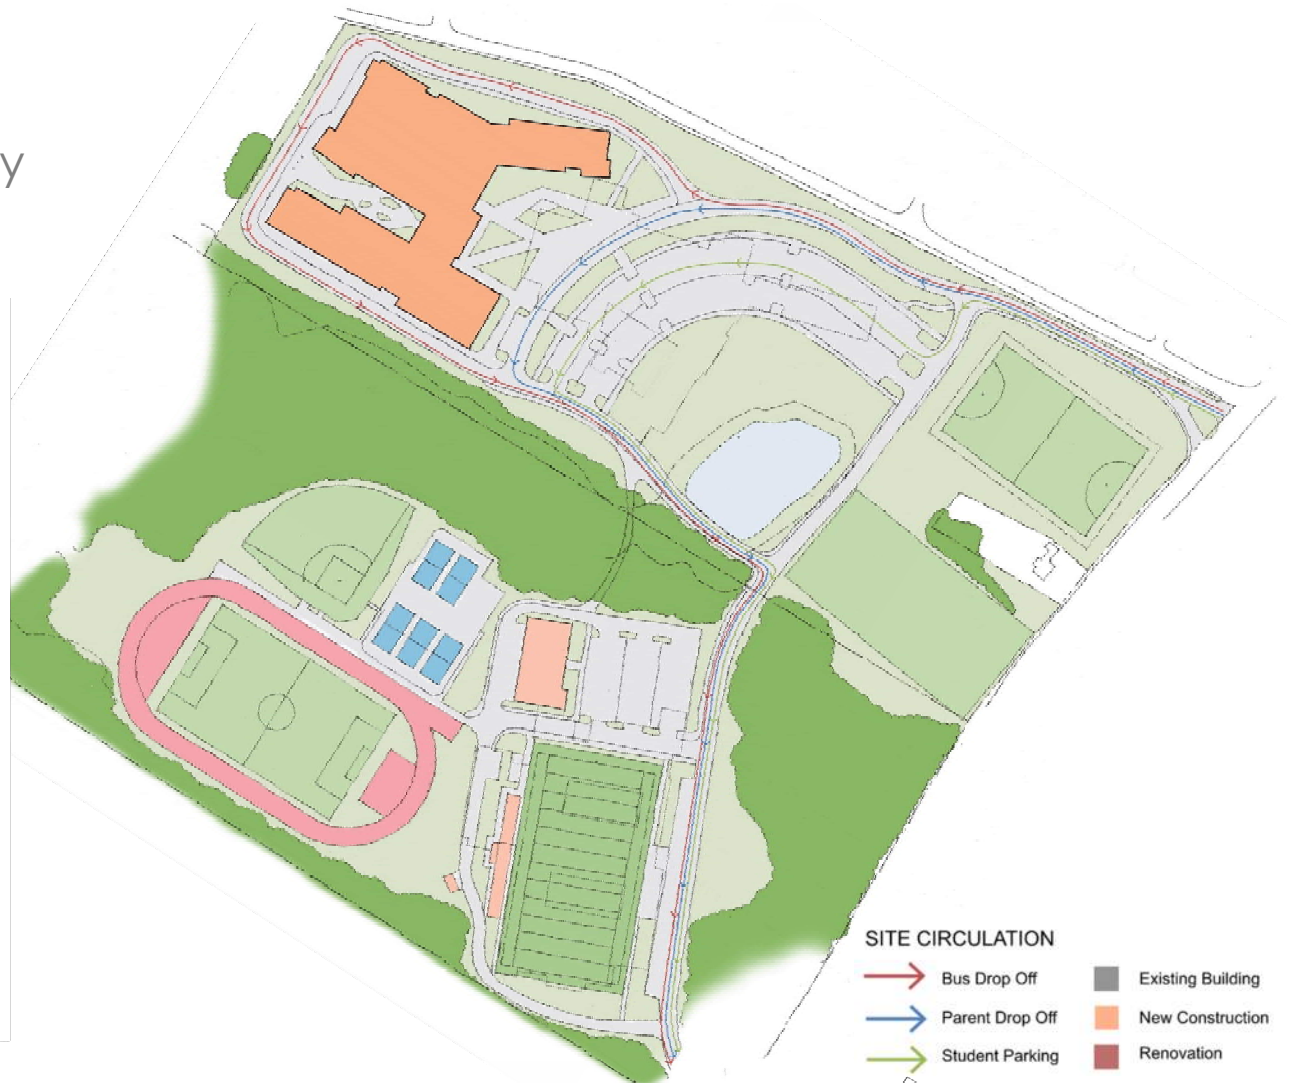 y
SITE CIRCULATION
Bus Drop Off
Existing Building
Parent Drop Off
New Construction
Student Parking
Renovation